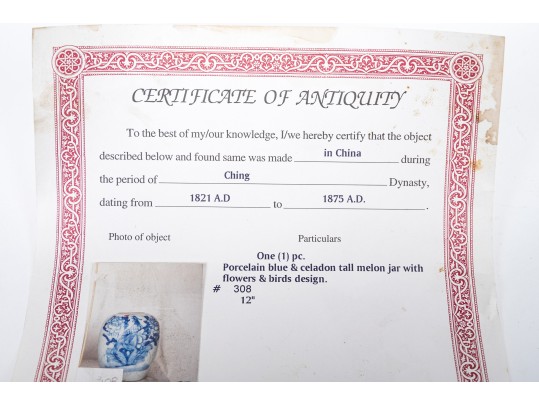 CERTIFICATE OF ANTIQUITY
To the best of my/our knowledge, I/we hereby certify that the object
described below and found same was made in China during
the period of Ching Dynasty,
dating from 1821 A.D to 1875 AD.
Photo of object Particulars
One (1) pc.
Porcelain blue & celadon tall melon jar with
flowers & birds design.
# 308
12"